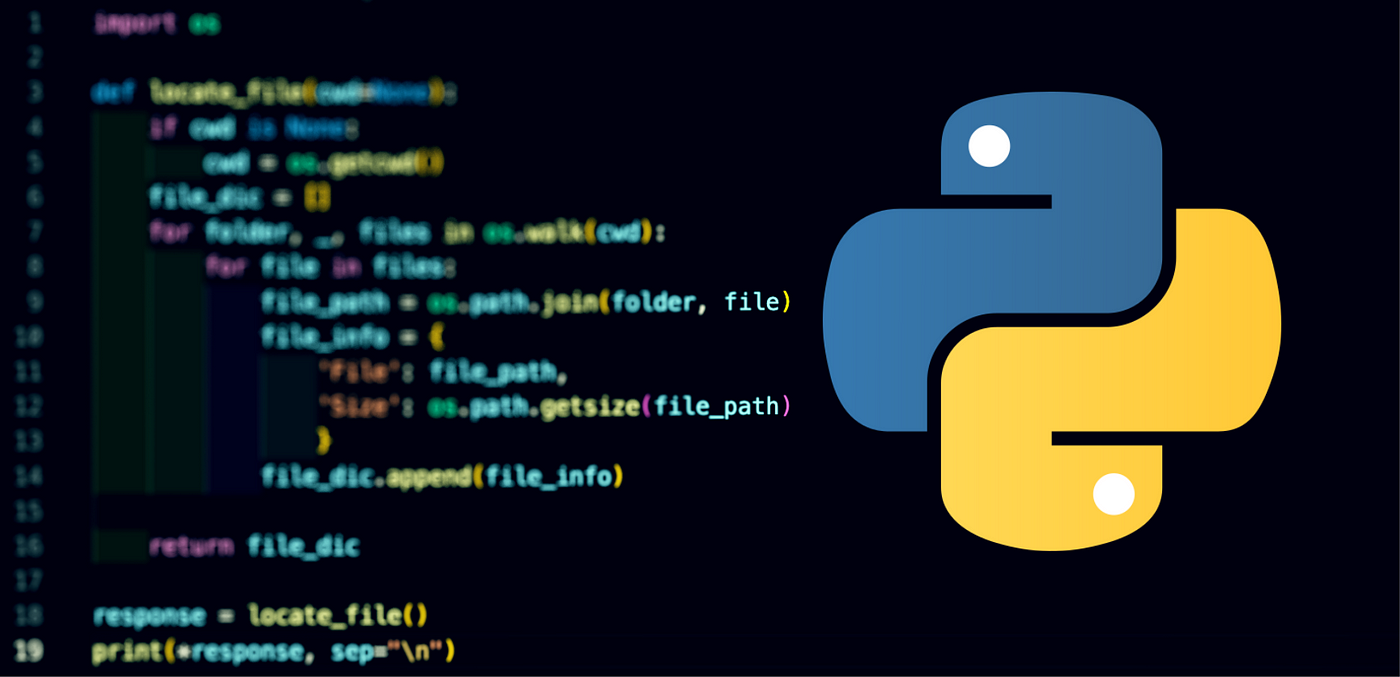 1 import os
2
3 def locate_file(cwd=None):
4 if cwd is None:
5 cwd = os.getcwd()
6 file_dic = []
7 for folder, _, files in os.walk(cwd):
8 for file in files:
9 file_path = os.path.join(folder, file)
10 file_info = {
11 "File": file_path,
12 "Size": os.path.getsize(file_path)
13 }
14 file_dic.append(file_info)
15
16 return file_dic
17
18 response = locate_file()
19 print(*response, sep="\n")